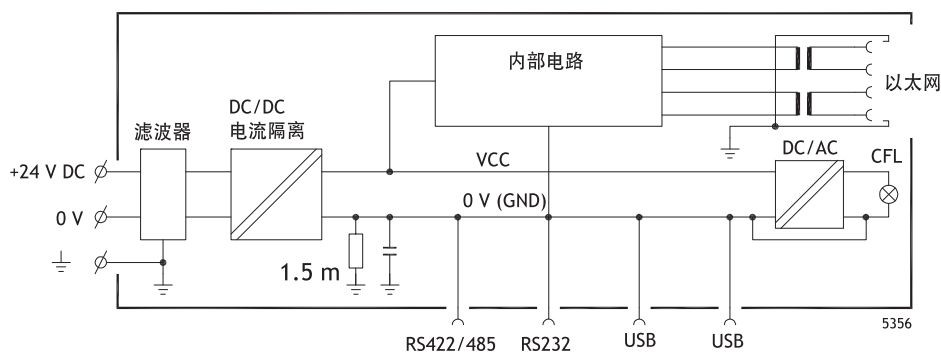 内部电路
以太网
DC/DC
电流隔离
滤波器
DC/AC
CFL
VCC
+24 V DC
0 V (GND)
0 V
1.5 m
5356
RS422/485
RS232
USB
USB